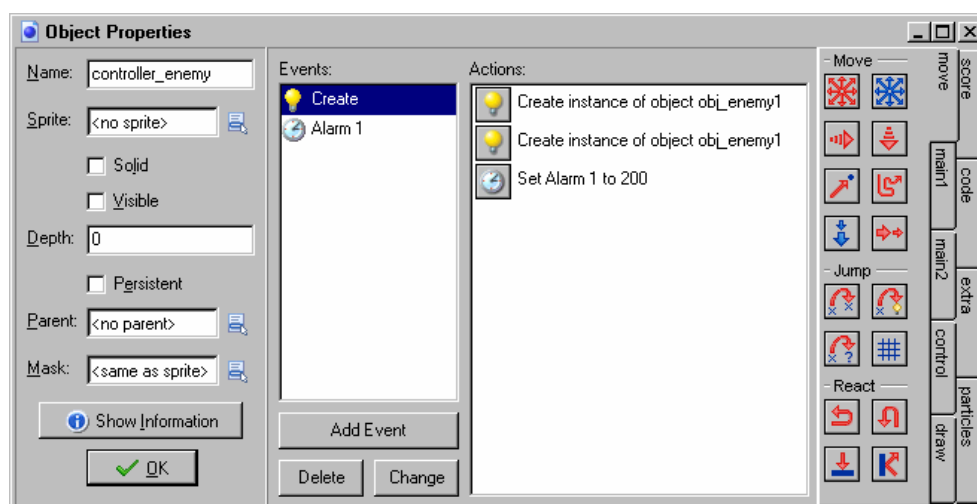 Object Properties
Name: controller_enemy
Sprite: <no sprite>
Solid
Visible
Depth: 0
Persistent
Parent: <no parent>
Mask: <same as sprite>
Show Information
OK
Events:
Create
Alarm 1
Add Event
Delete Change
Actions:
Create instance of object obj_enemy1
Create instance of object obj_enemy1
Set Alarm 1 to 200
Move
Jump
React
move
main1
main2
control
draw
score
code
extra
particles